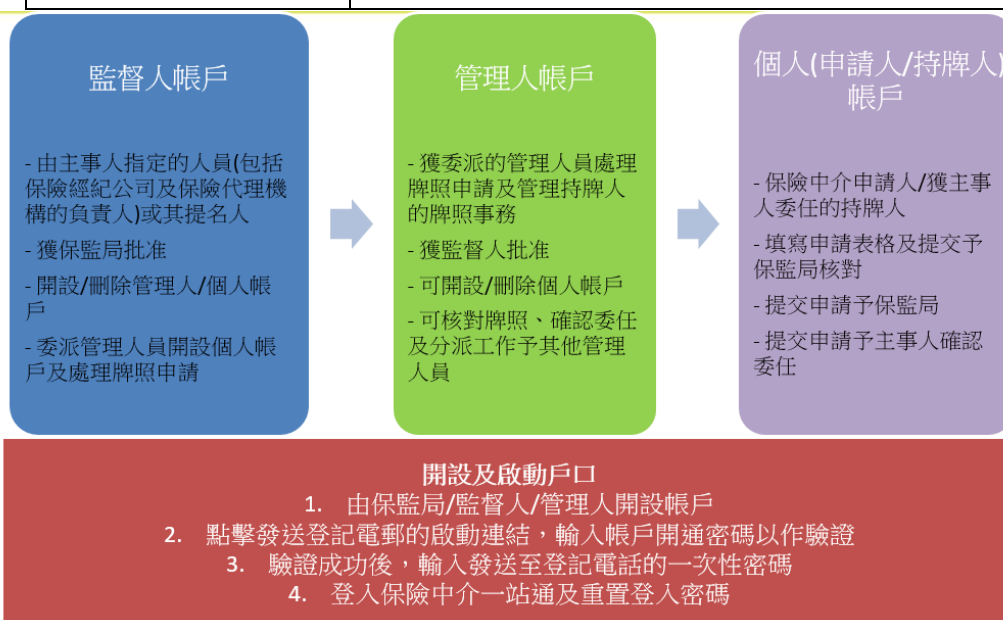 監督人帳戶
- 由主事人指定的人員(包括
保險經紀公司及保險代理機
構的負責人)或其提名人
- 獲保監局批准
- 開設/刪除管理人/個人帳
戶
- 委派管理人員開設個人帳
戶及處理牌照申請
管理人帳戶
- 獲委派的管理人員處理
牌照申請及管理持牌人
的牌照事務
- 獲監督人批准
- 可開設/刪除個人帳戶
- 可核對牌照、確認委任
及分派工作予其他管理
人員
個人(申請人/持牌人)
帳戶
- 保險中介申請人/獲主事
人委任的持牌人
- 填寫申請表格及提交予
保監局核對
- 提交申請予保監局
- 提交申請予主事人確認
委任
開設及啟動戶口
1. 由保監局/監督人/管理人開設帳戶
2. 點擊發送登記電郵的啟動連結，輸入帳戶開通密碼以作驗證
3. 驗證成功後，輸入發送至登記電話的一次性密碼
4. 登入保險中介一站通及重置登入密碼